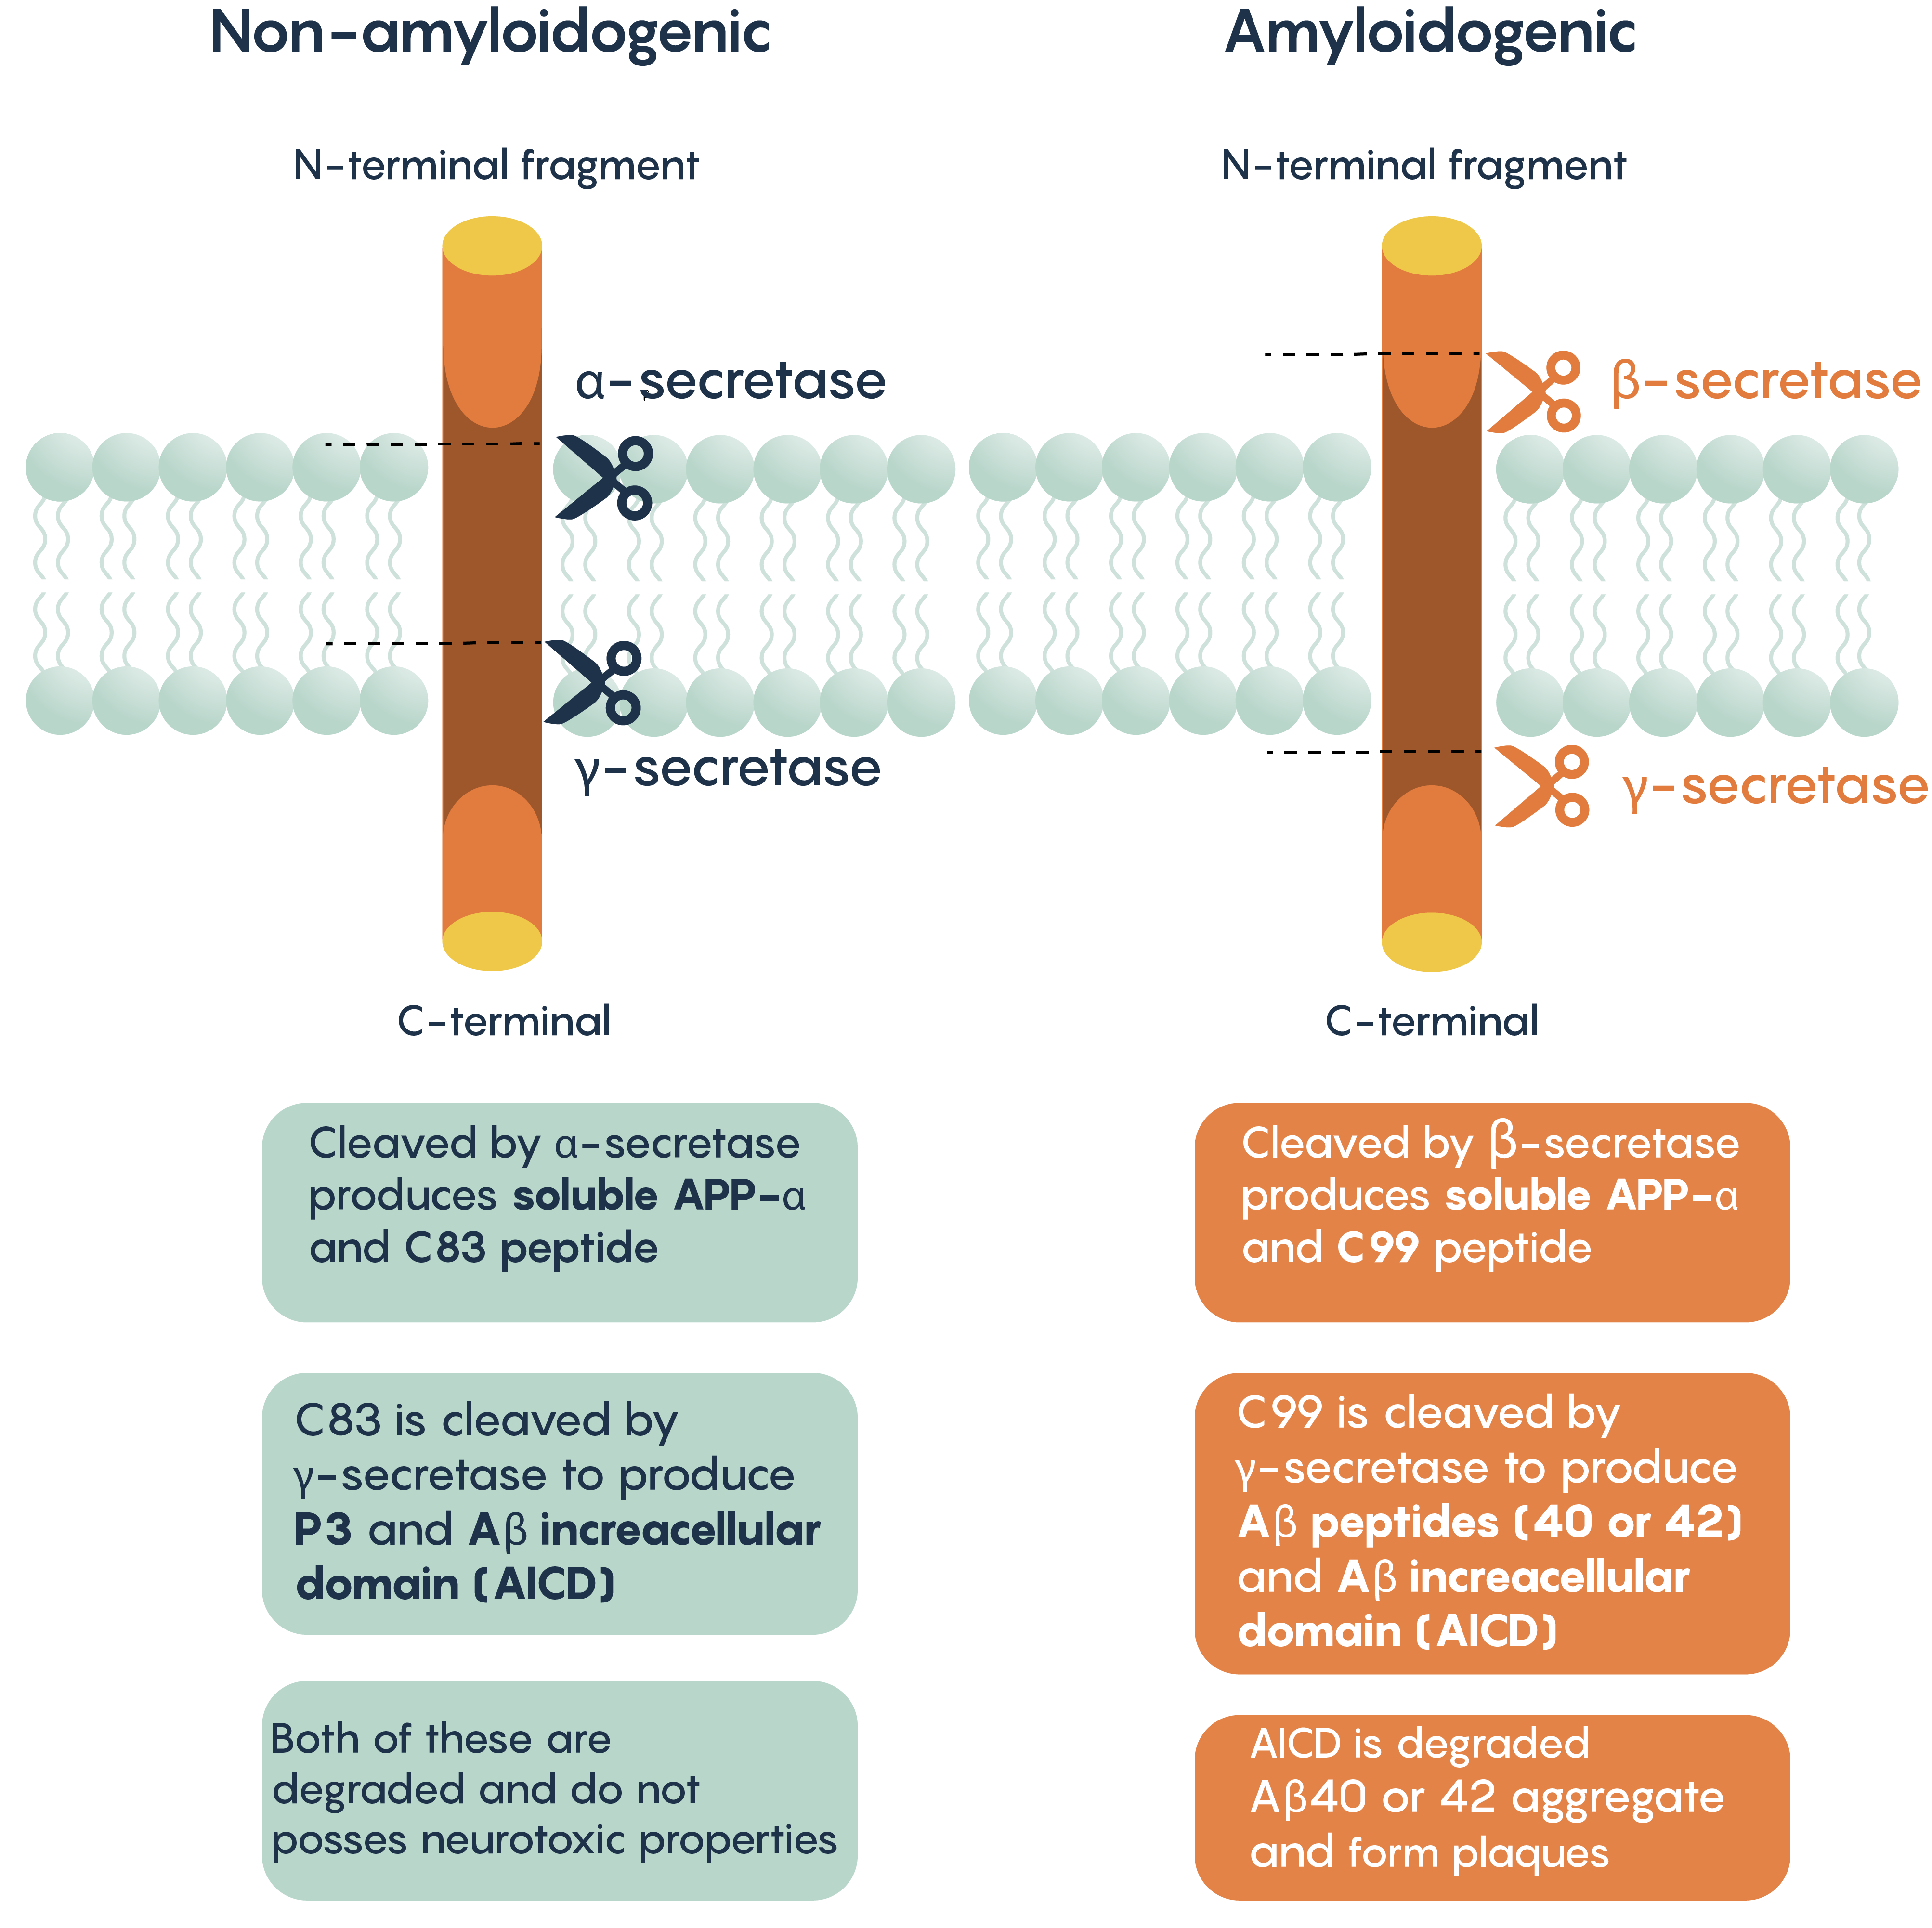 Non-amyloidogenic
Amyloidogenic
N-terminal fragment
N-terminal fragment
α-secretase
β-secretase
γ-secretase
γ-secretase
C-terminal
C-terminal
Cleaved by α-secretase
produces soluble APP-α
and C83 peptide
Cleaved by β-secretase
produces soluble APP-α
and C99 peptide
C83 is cleaved by
γ-secretase to produce
P3 and Aβ increacellular
domain (AICD)
C99 is cleaved by
γ-secretase to produce
Aβ peptides (40 or 42)
and Aβ increacellular
domain (AICD)
Both of these are
degraded and do not
posses neurotoxic properties
AICD is degraded
Aβ40 or 42 aggregate
and form plaques